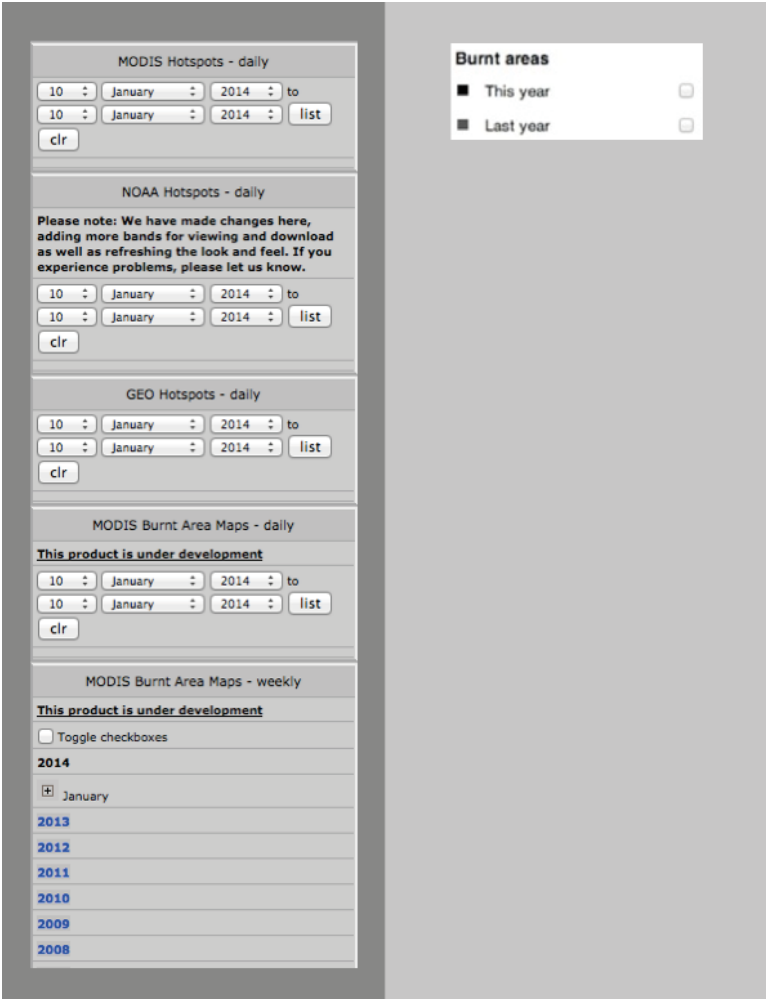 MODIS Hotspots - daily
10 January 2014 to
10 January 2014 list
clr
NOAA Hotspots - daily
Please note: We have made changes here,
adding more bands for viewing and download
as well as refreshing the look and feel. If you
experience problems, please let us know.
10 January 2014 to
10 January 2014 list
clr
GEO Hotspots - daily
10 January 2014 to
10 January 2014 list
clr
MODIS Burnt Area Maps - daily
This product is under development
10 January 2014 to
10 January 2014 list
clr
MODIS Burnt Area Maps - weekly
This product is under development
Toggle checkboxes
2014
January
2013
2012
2011
2010
2009
2008
Burnt areas
This year
Last year